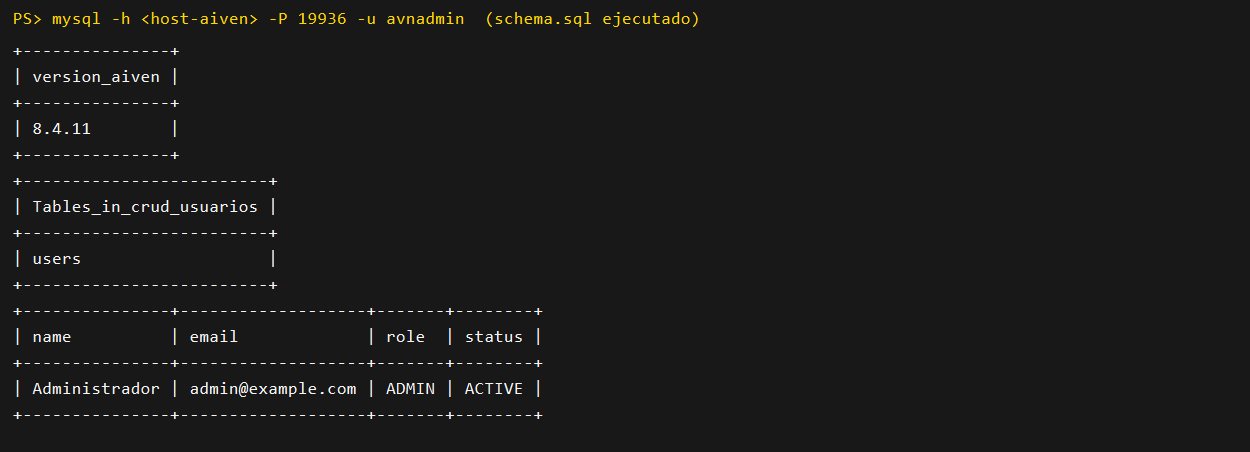 PS> mysql -h <host-aiven> -P 19936 -u avnadmin  (schema.sql ejecutado)
+---------------+
| version_aiven |
+---------------+
| 8.4.11        |
+---------------+
+-------------------------+
| Tables_in_crud_usuarios |
+-------------------------+
| users                   |
+-------------------------+
+---------------+-------------------+-------+--------+
| name          | email             | role  | status |
+---------------+-------------------+-------+--------+
| Administrador | admin@example.com | ADMIN | ACTIVE |
+---------------+-------------------+-------+--------+